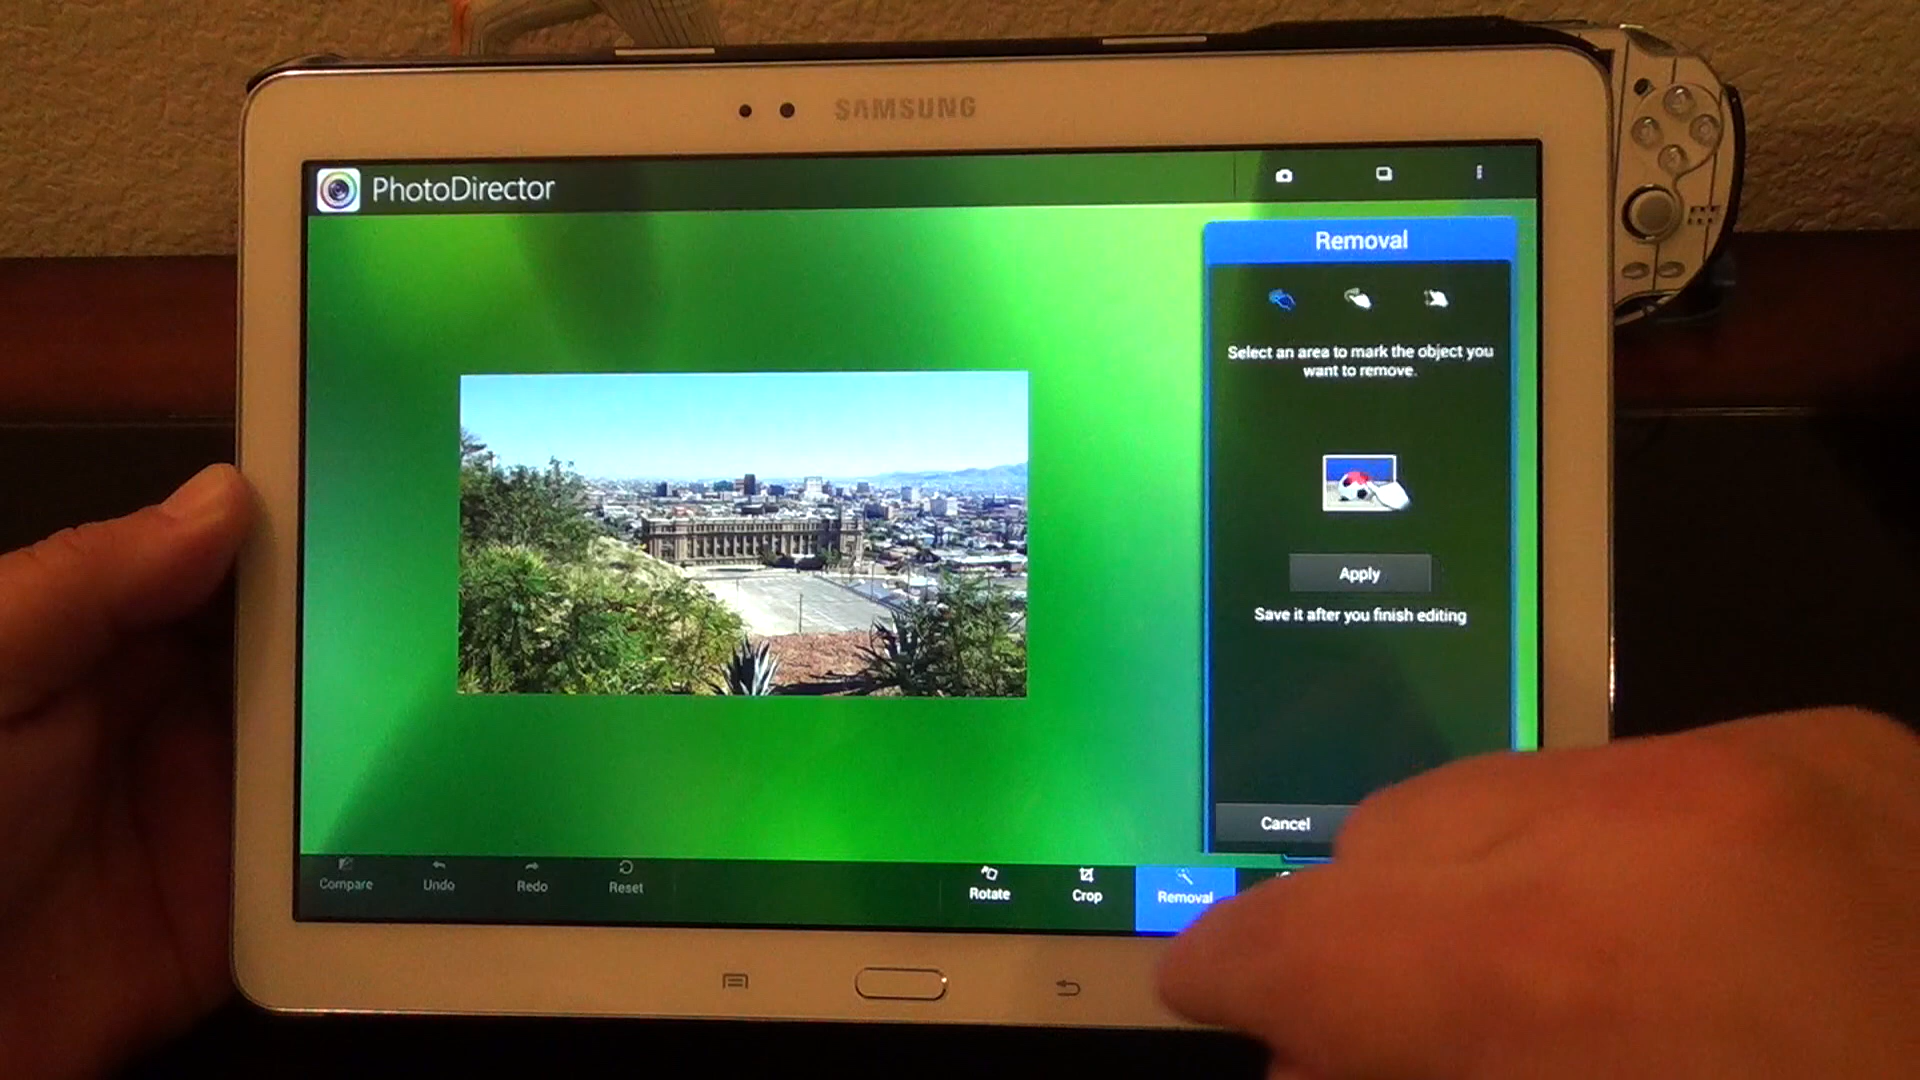 SAMSUNG
PhotoDirector
Removal
Select an area to mark the object you
want to remove.
Apply
Save it after you finish editing
Cancel
Compare
Undo
Redo
Reset
Rotate
Crop
Removal